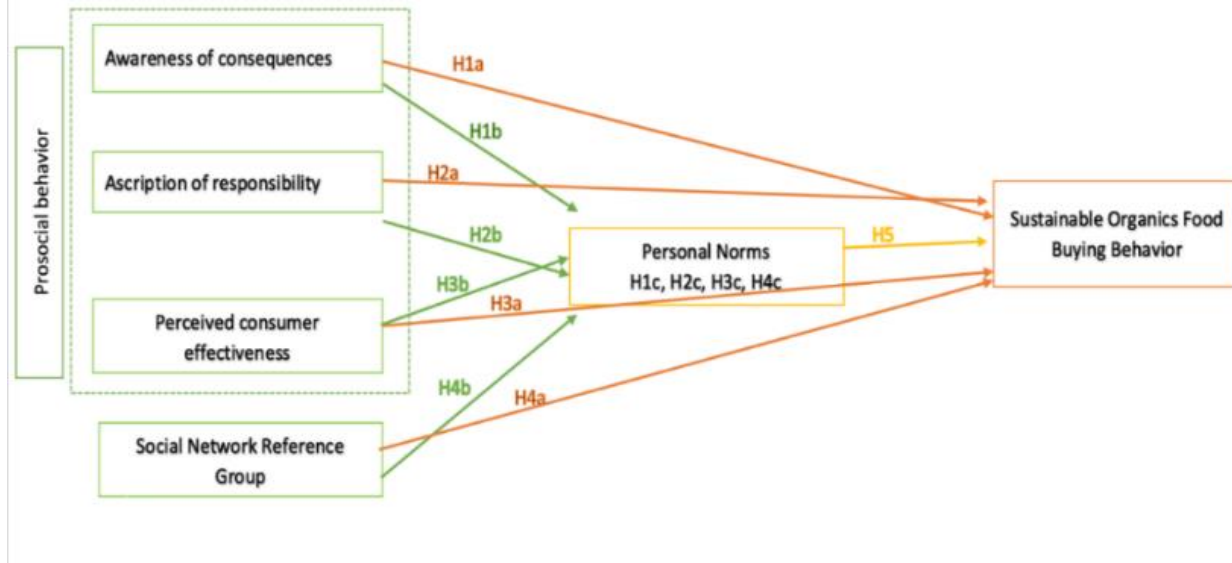 Prosocial behavior
Awareness of consequences
H1a
H1b
Ascription of responsibility
H2a
H2b
Sustainable Organics Food
Buying Behavior
Personal Norms
H1c, H2c, H3c, H4c
H5
H3b
H3a
Perceived consumer
effectiveness
H4b
H4a
Social Network Reference
Group